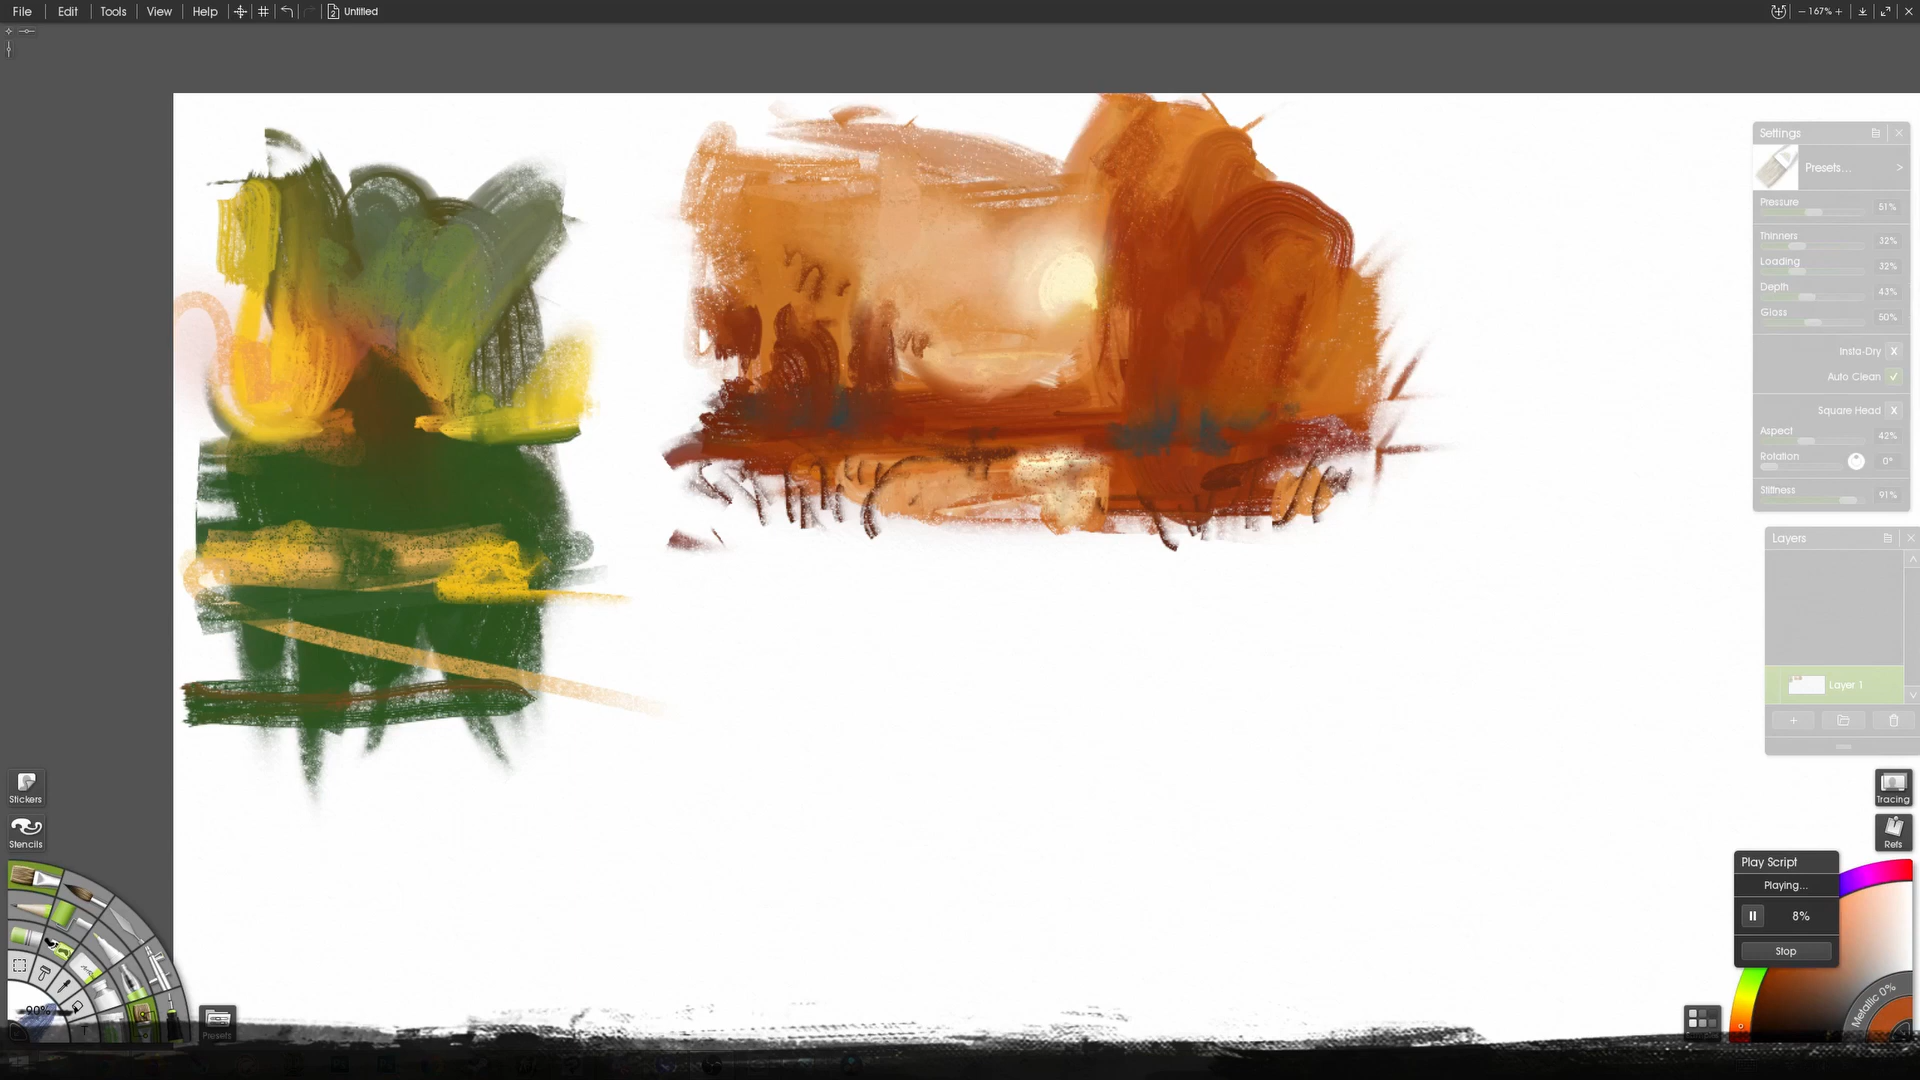 File Edit Tools View Help 2 Untitled − 167% +
Settings
Presets... >
Pressure 51%
Thinners 32%
Loading 32%
Depth 43%
Gloss 50%
Insta-Dry X
Auto Clean
Square Head X
Aspect 42%
Rotation 0°
Stiffness 91%
Layers
Layer 1
Stickers
Stencils
Tracing
Refs
Play Script
Playing...
8%
Stop
90%
Presets
Metallic 0%